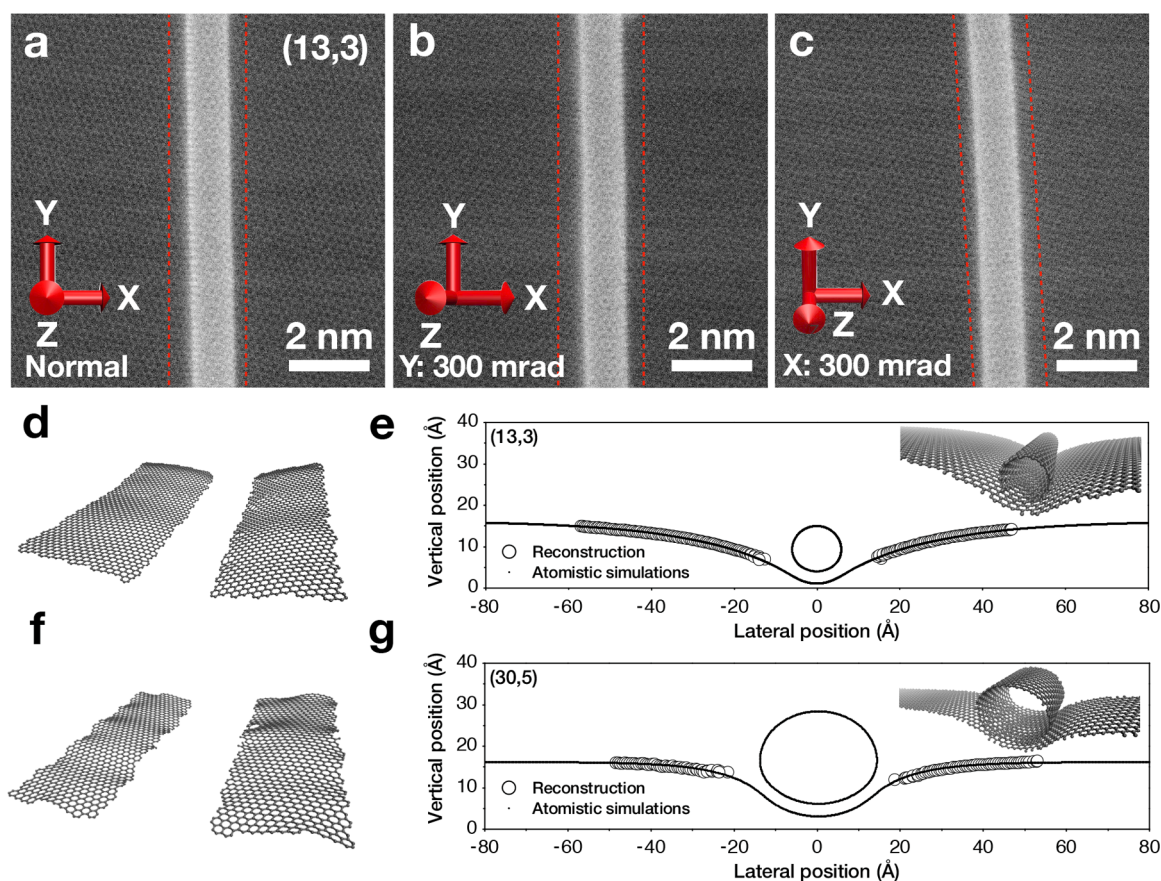 a
(13,3)
Y
X
Z
Normal
2 nm
b
Y
X
Z
Y: 300 mrad
2 nm
c
Y
X
Z
X: 300 mrad
2 nm
d
e
(13,3)
Vertical position (Å)
40
30
20
10
0
Reconstruction
Atomistic simulations
-80 -60 -40 -20 0 20 40 60 80
Lateral position (Å)
f
g
(30,5)
Vertical position (Å)
40
30
20
10
0
Reconstruction
Atomistic simulations
-80 -60 -40 -20 0 20 40 60 80
Lateral position (Å)